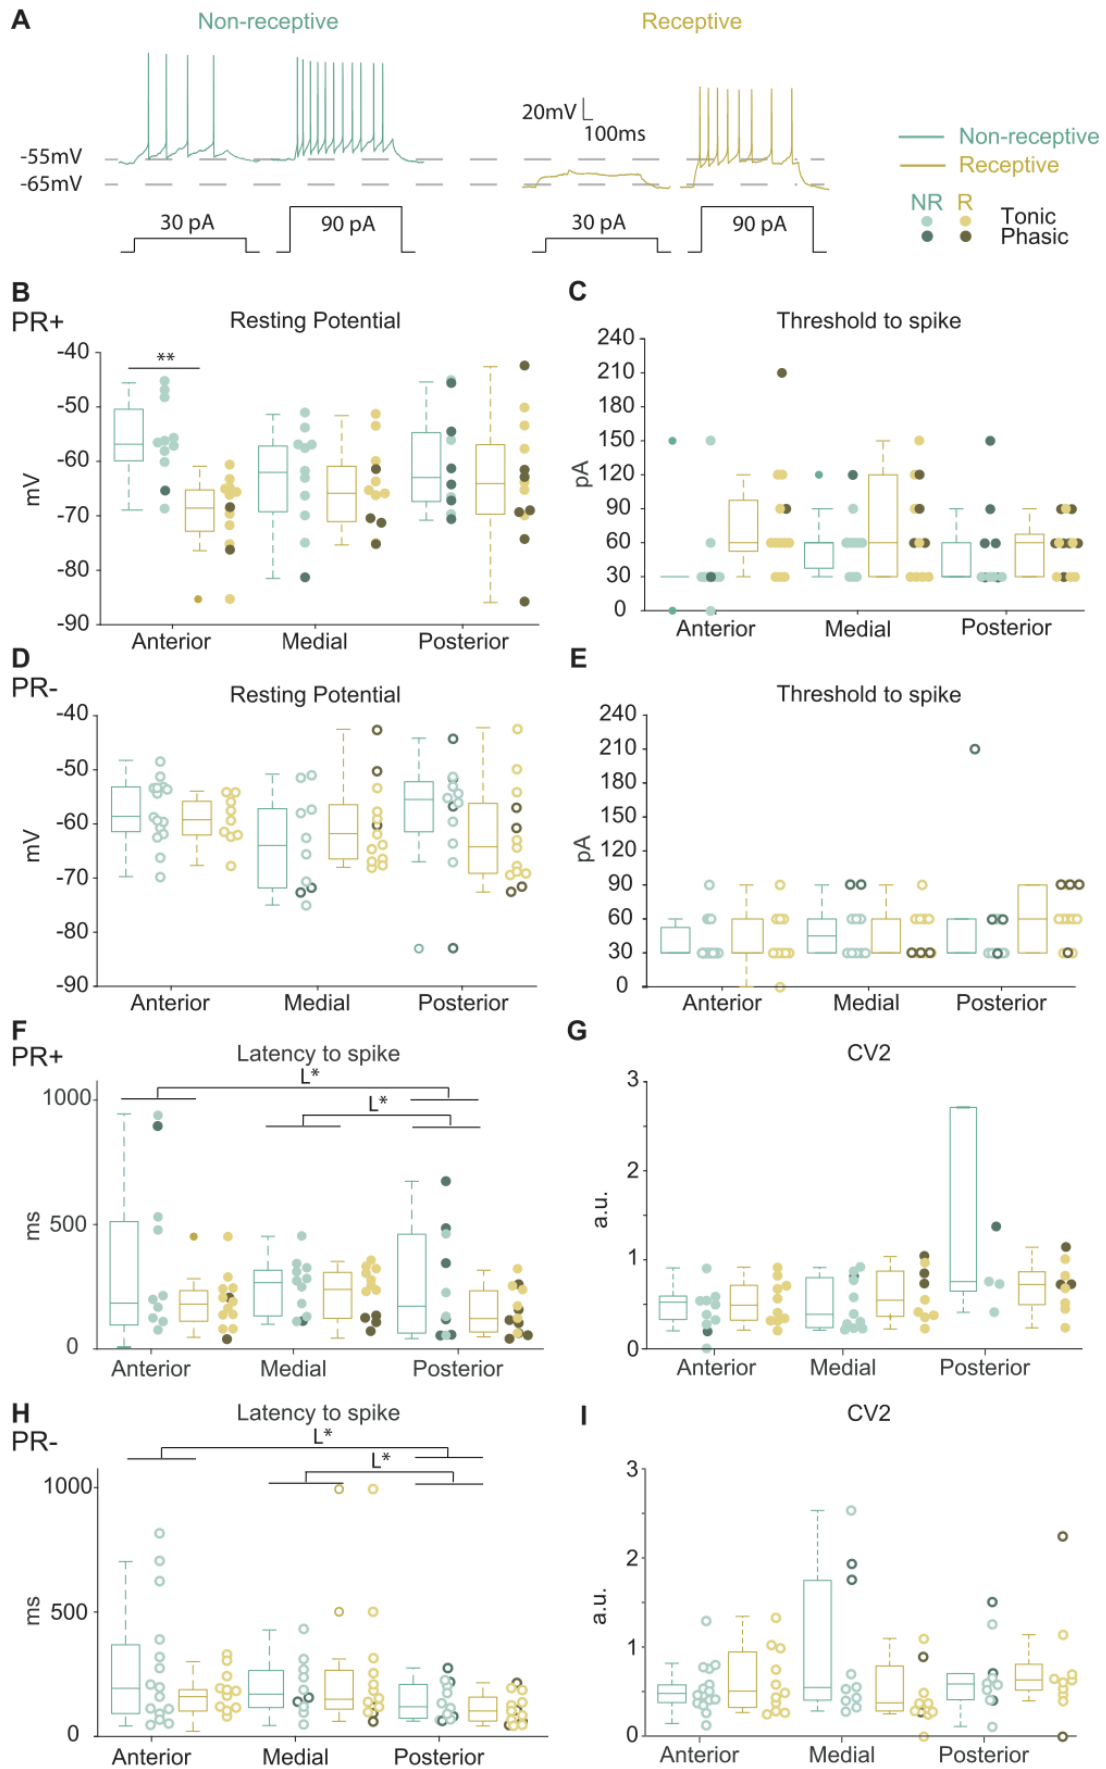 A
Non-receptive
Receptive
20mV
100ms
-55mV
-65mV
30 pA
90 pA
30 pA
90 pA
Non-receptive
Receptive
NR R
Tonic
Phasic
B
PR+
Resting Potential
**
-40
-50
-60
-70
-80
-90
mV
Anterior Medial Posterior
C
Threshold to spike
240
210
180
150
120
90
60
30
0
pA
Anterior Medial Posterior
D
PR-
Resting Potential
-40
-50
-60
-70
-80
-90
mV
Anterior Medial Posterior
E
Threshold to spike
240
210
180
150
120
90
60
30
0
pA
Anterior Medial Posterior
F
PR+
Latency to spike
L*
L*
1000
500
0
ms
Anterior Medial Posterior
G
CV2
3
2
1
0
a.u.
Anterior Medial Posterior
H
PR-
Latency to spike
L*
L*
1000
500
0
ms
Anterior Medial Posterior
I
CV2
3
2
1
0
a.u.
Anterior Medial Posterior